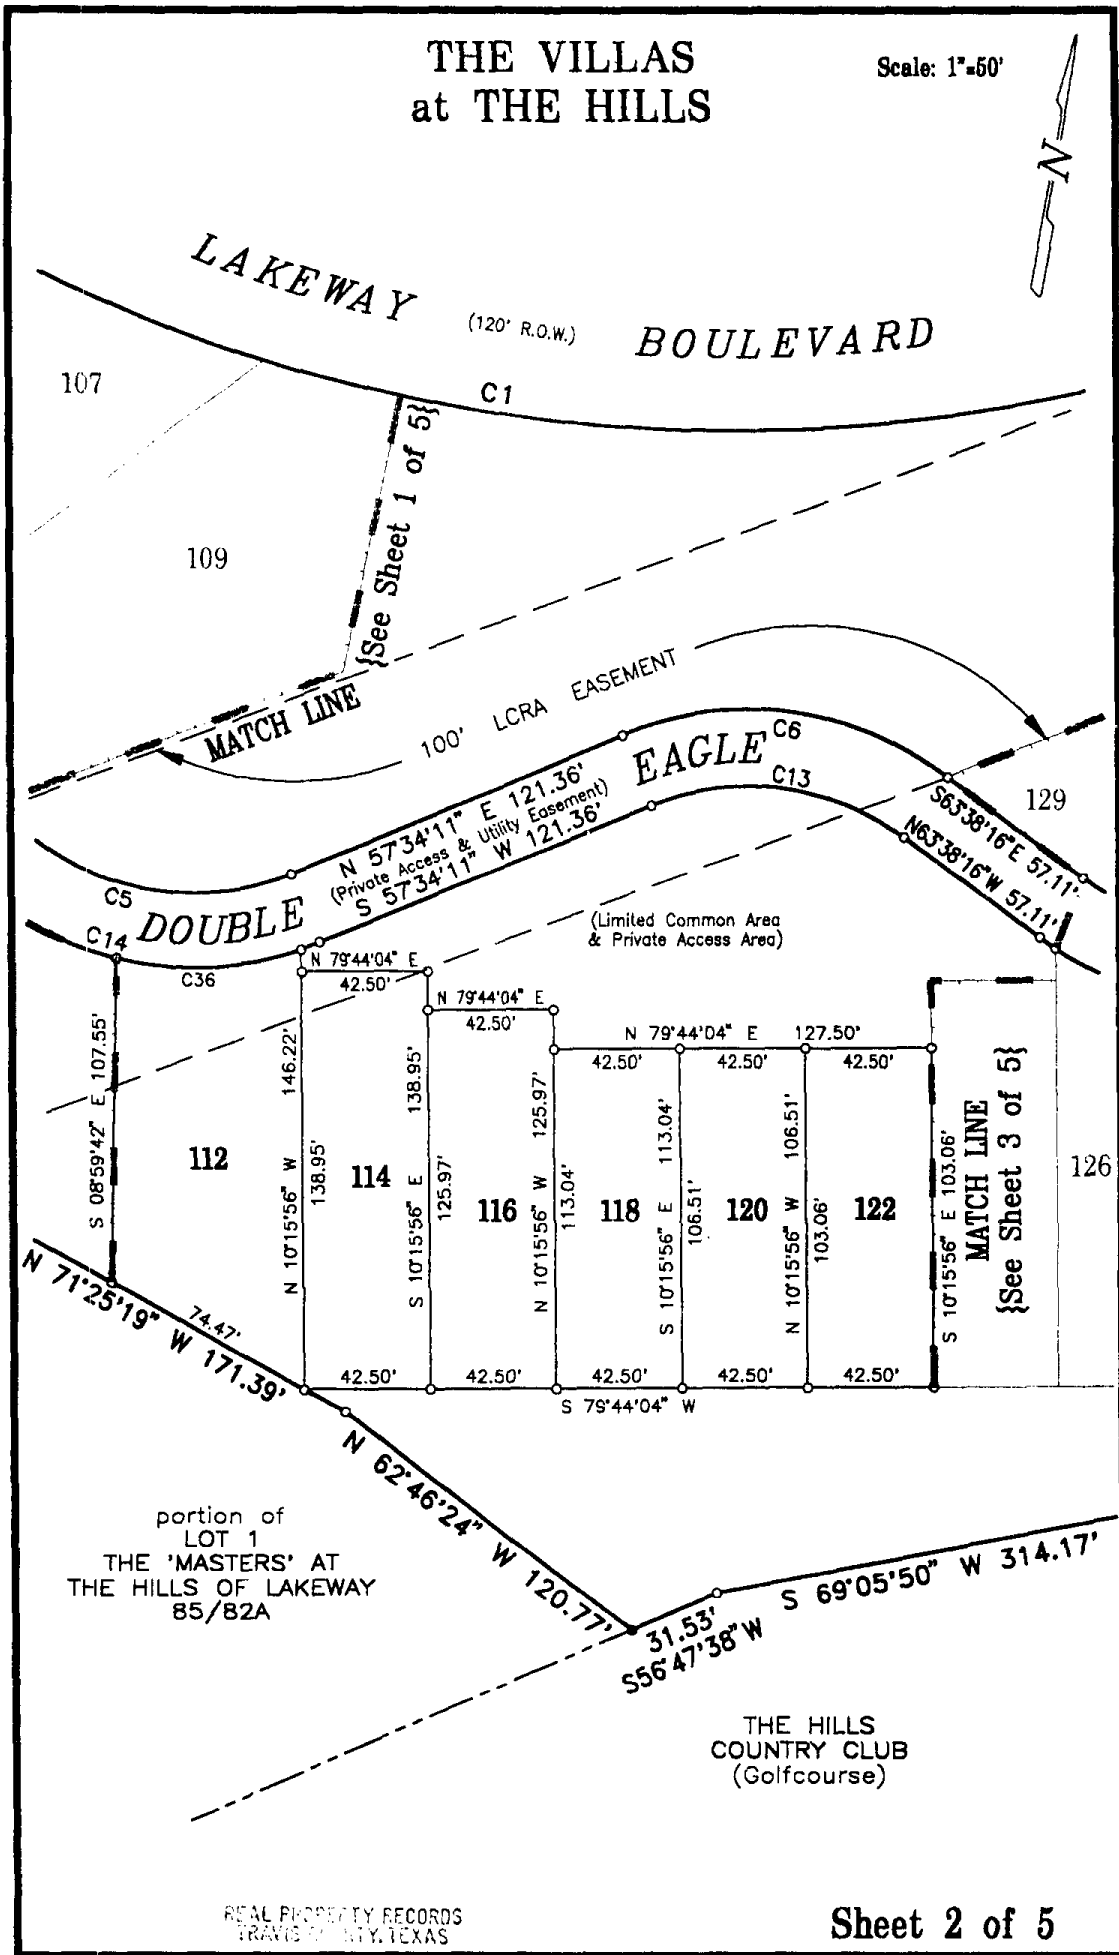 THE VILLAS
at THE HILLS
Scale: 1"=50'
N
LAKEWAY
(120' R.O.W.)
BOULEVARD
107
C1
{See Sheet 1 of 5}
109
MATCH LINE
100' LCRA EASEMENT
EAGLE
C6
C13
N 57°34'11" E 121.36'
(Private Access & Utility Easement)
S 57°34'11" W 121.36'
S63°38'16"E 57.11'
129
N63°38'16"W 57.11'
C5
DOUBLE
C14
C36
(Limited Common Area
& Private Access Area)
N 79°44'04" E
42.50'
N 79°44'04" E
42.50'
N 79°44'04" E 127.50'
42.50'
42.50'
42.50'
S 08°59'42" E 107.55'
112
N 10°15'56" W 146.22'
138.95'
114
S 10°15'56" E 138.95'
125.97'
116
N 10°15'56" W 125.97'
113.04'
118
S 10°15'56" E 113.04'
106.51'
120
N 10°15'56" W 106.51'
103.06'
122
S 10°15'56" E 103.06'
MATCH LINE
{See Sheet 3 of 5}
126
N 71°25'19" W 171.39'
74.47'
42.50'
42.50'
42.50'
42.50'
42.50'
S 79°44'04" W
N 62°46'24" W 120.77'
portion of
LOT 1
THE 'MASTERS' AT
THE HILLS OF LAKEWAY
85/82A
31.53'
S56°47'38"W
S 69°05'50" W 314.17'
THE HILLS
COUNTRY CLUB
(Golfcourse)
REAL PROPERTY RECORDS
TRAVIS COUNTY, TEXAS
Sheet 2 of 5